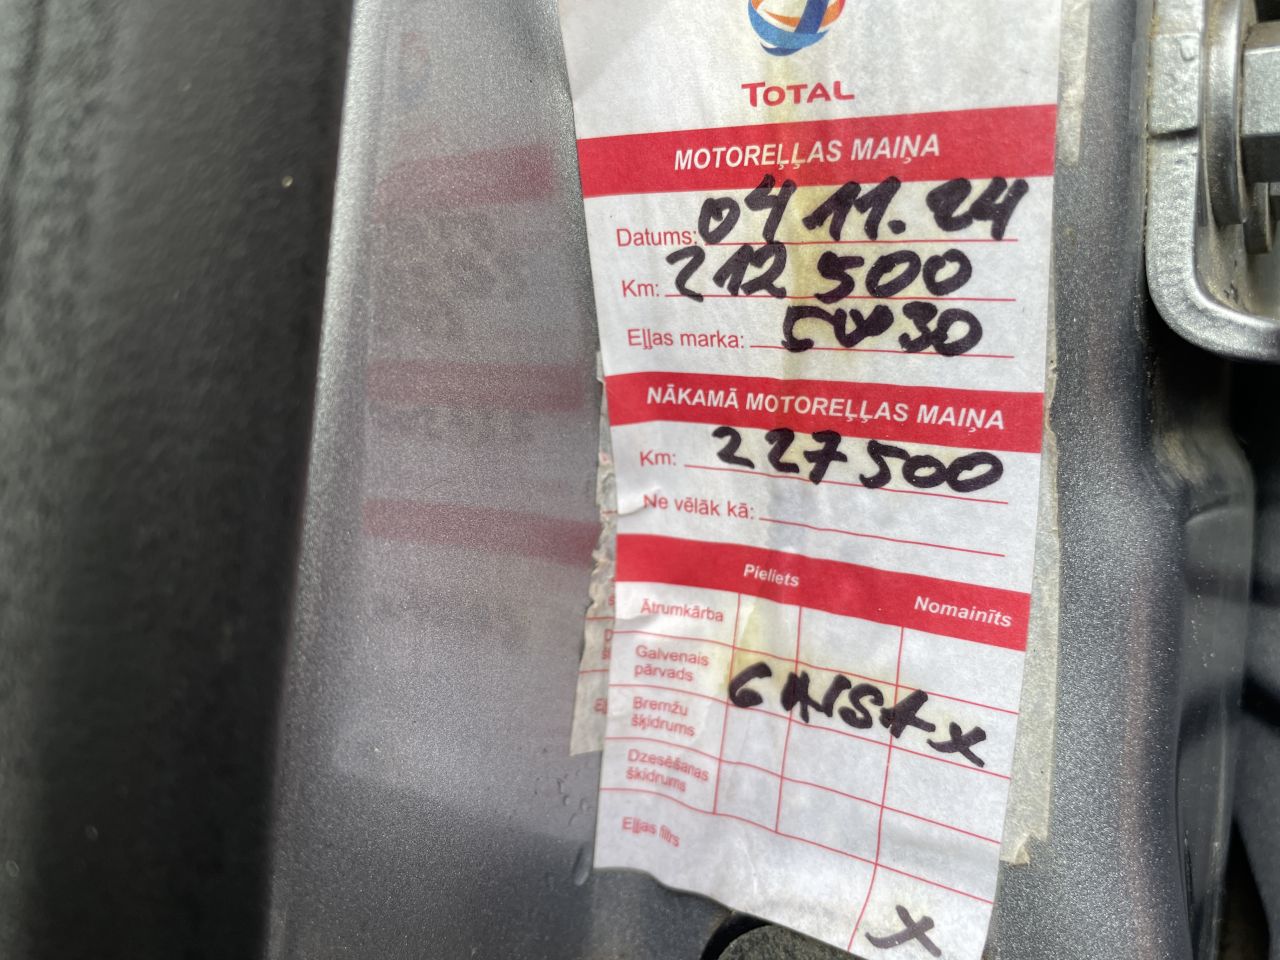 TOTAL
MOTOREĻĻAS MAIŅA
Datums: 04 11. 24
Km: 212 500
Eļļas marka: 5W30
NĀKAMĀ MOTOREĻĻAS MAIŅA
Km: 227 500
Ne vēlāk kā:
Pieliets Nomainīts
Ātrumkārba
Galvenais
pārvads
Bremžu
šķidrums x
Dzesēšanas
šķidrums
Eļļas filtrs x